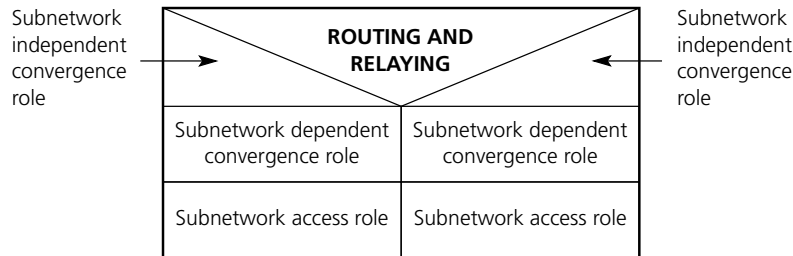 Subnetwork
independent
convergence
role
ROUTING AND
RELAYING
Subnetwork
independent
convergence
role
Subnetwork dependent
convergence role
Subnetwork dependent
convergence role
Subnetwork access role
Subnetwork access role